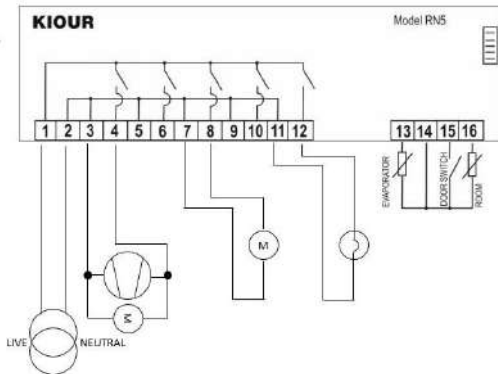 KIOUR
Model RN5
1 2 3 4 5 6 7 8 9 10 11 12
13 14 15 16
EVAPORATOR
DOOR SWITCH
ROOM
M
M
LIVE
NEUTRAL